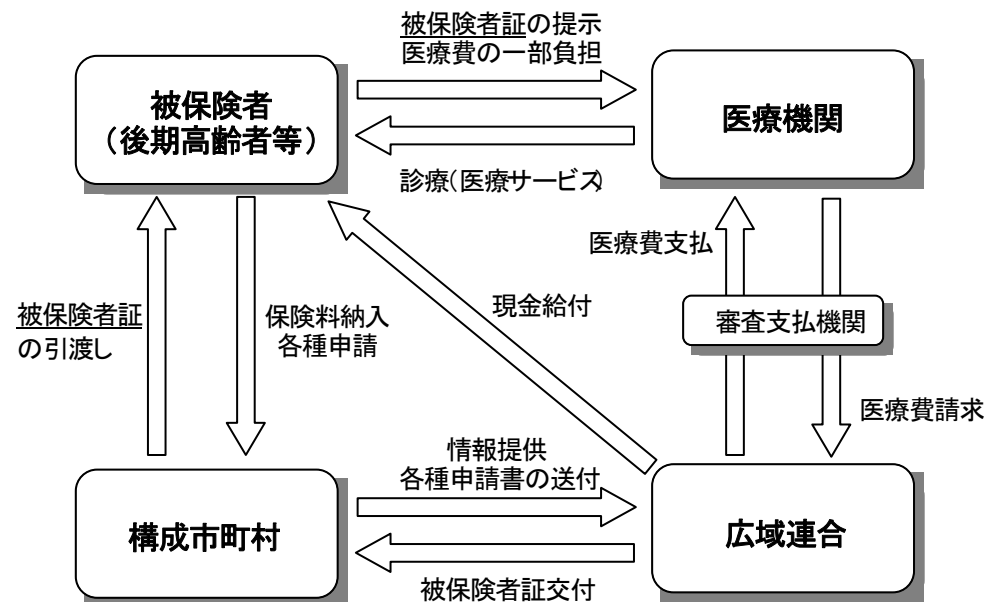 被保険者証の提示
医療費の一部負担
被保険者
（後期高齢者等）
医療機関
診療(医療サービス)
医療費支払
被保険者証
の引渡し
保険料納入
各種申請
現金給付
審査支払機関
医療費請求
情報提供
各種申請書の送付
構成市町村
広域連合
被保険者証交付